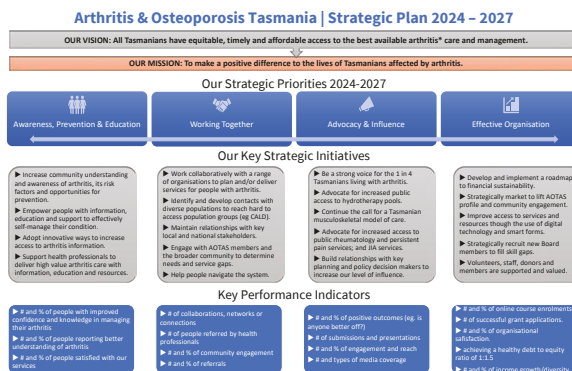 Arthritis & Osteoporosis Tasmania | Strategic Plan 2024 – 2027
OUR VISION: All Tasmanians have equitable, timely and affordable access to the best available arthritis* care and management.
OUR MISSION: To make a positive difference to the lives of Tasmanians affected by arthritis.
Our Strategic Priorities 2024-2027
Awareness, Prevention & Education
Working Together
Advocacy & Influence
Effective Organisation
Our Key Strategic Initiatives
▶ Increase community understanding
and awareness of arthritis, its risk
factors and opportunities for
prevention.
▶ Empower people with information,
education and support to effectively
self-manage their condition.
▶ Adopt innovative ways to increase
access to arthritis information.
▶ Support health professionals to
deliver high value arthritis care with
information, education and resources.
▶ Work collaboratively with a
range of organisations to plan and/or deliver
services for people with arthritis.
▶ Identify and develop contacts with
diverse populations to reach hard to
access population groups (eg CALD).
▶ Maintain relationships with key
local and national stakeholders.
▶ Engage with AOTAS members and
the broader community to determine
needs and service gaps.
▶ Help people navigate the system.
▶ Be a strong voice for the 1 in 4
Tasmanians living with arthritis.
▶ Advocate for increased public
access to hydrotherapy pools.
▶ Continue the call for a Tasmanian
musculoskeletal model of care.
▶ Advocate for increased access to
public rheumatology and persistent
pain services; and JIA services.
▶ Build relationships with key
planning and policy decision makers to
increase our level of influence.
▶ Develop and implement a roadmap
to financial sustainability.
▶ Strategically market to lift AOTAS
profile and community engagement.
▶ Improve access to services and
resources though the use of digital
technology and smart forms.
▶ Strategically recruit new Board
members to fill skill gaps.
▶ Volunteers, staff, donors and
members are supported and valued.
Key Performance Indicators
▶ # and % of people with improved
confidence and knowledge in managing
their arthritis
▶ # and % of people reporting better
understanding of arthritis
▶ # and % of people satisfied with our
services
▶ # of collaborations, networks or
connections
▶ # of people referred by health
professionals
▶ # and % of community engagement
▶ # and % of referrals
▶ # and % of positive outcomes (eg. is
anyone better off?)
▶ # of submissions and presentations
▶ # and % of engagement and reach
▶ # and types of media coverage
▶ # and % of online course enrolments
▶ # of successful grant applications.
▶ # and % of organisational
satisfaction.
▶ achieving a healthy debt to equity
ratio of 1:1.5
▶ # and % of income growth/diversity